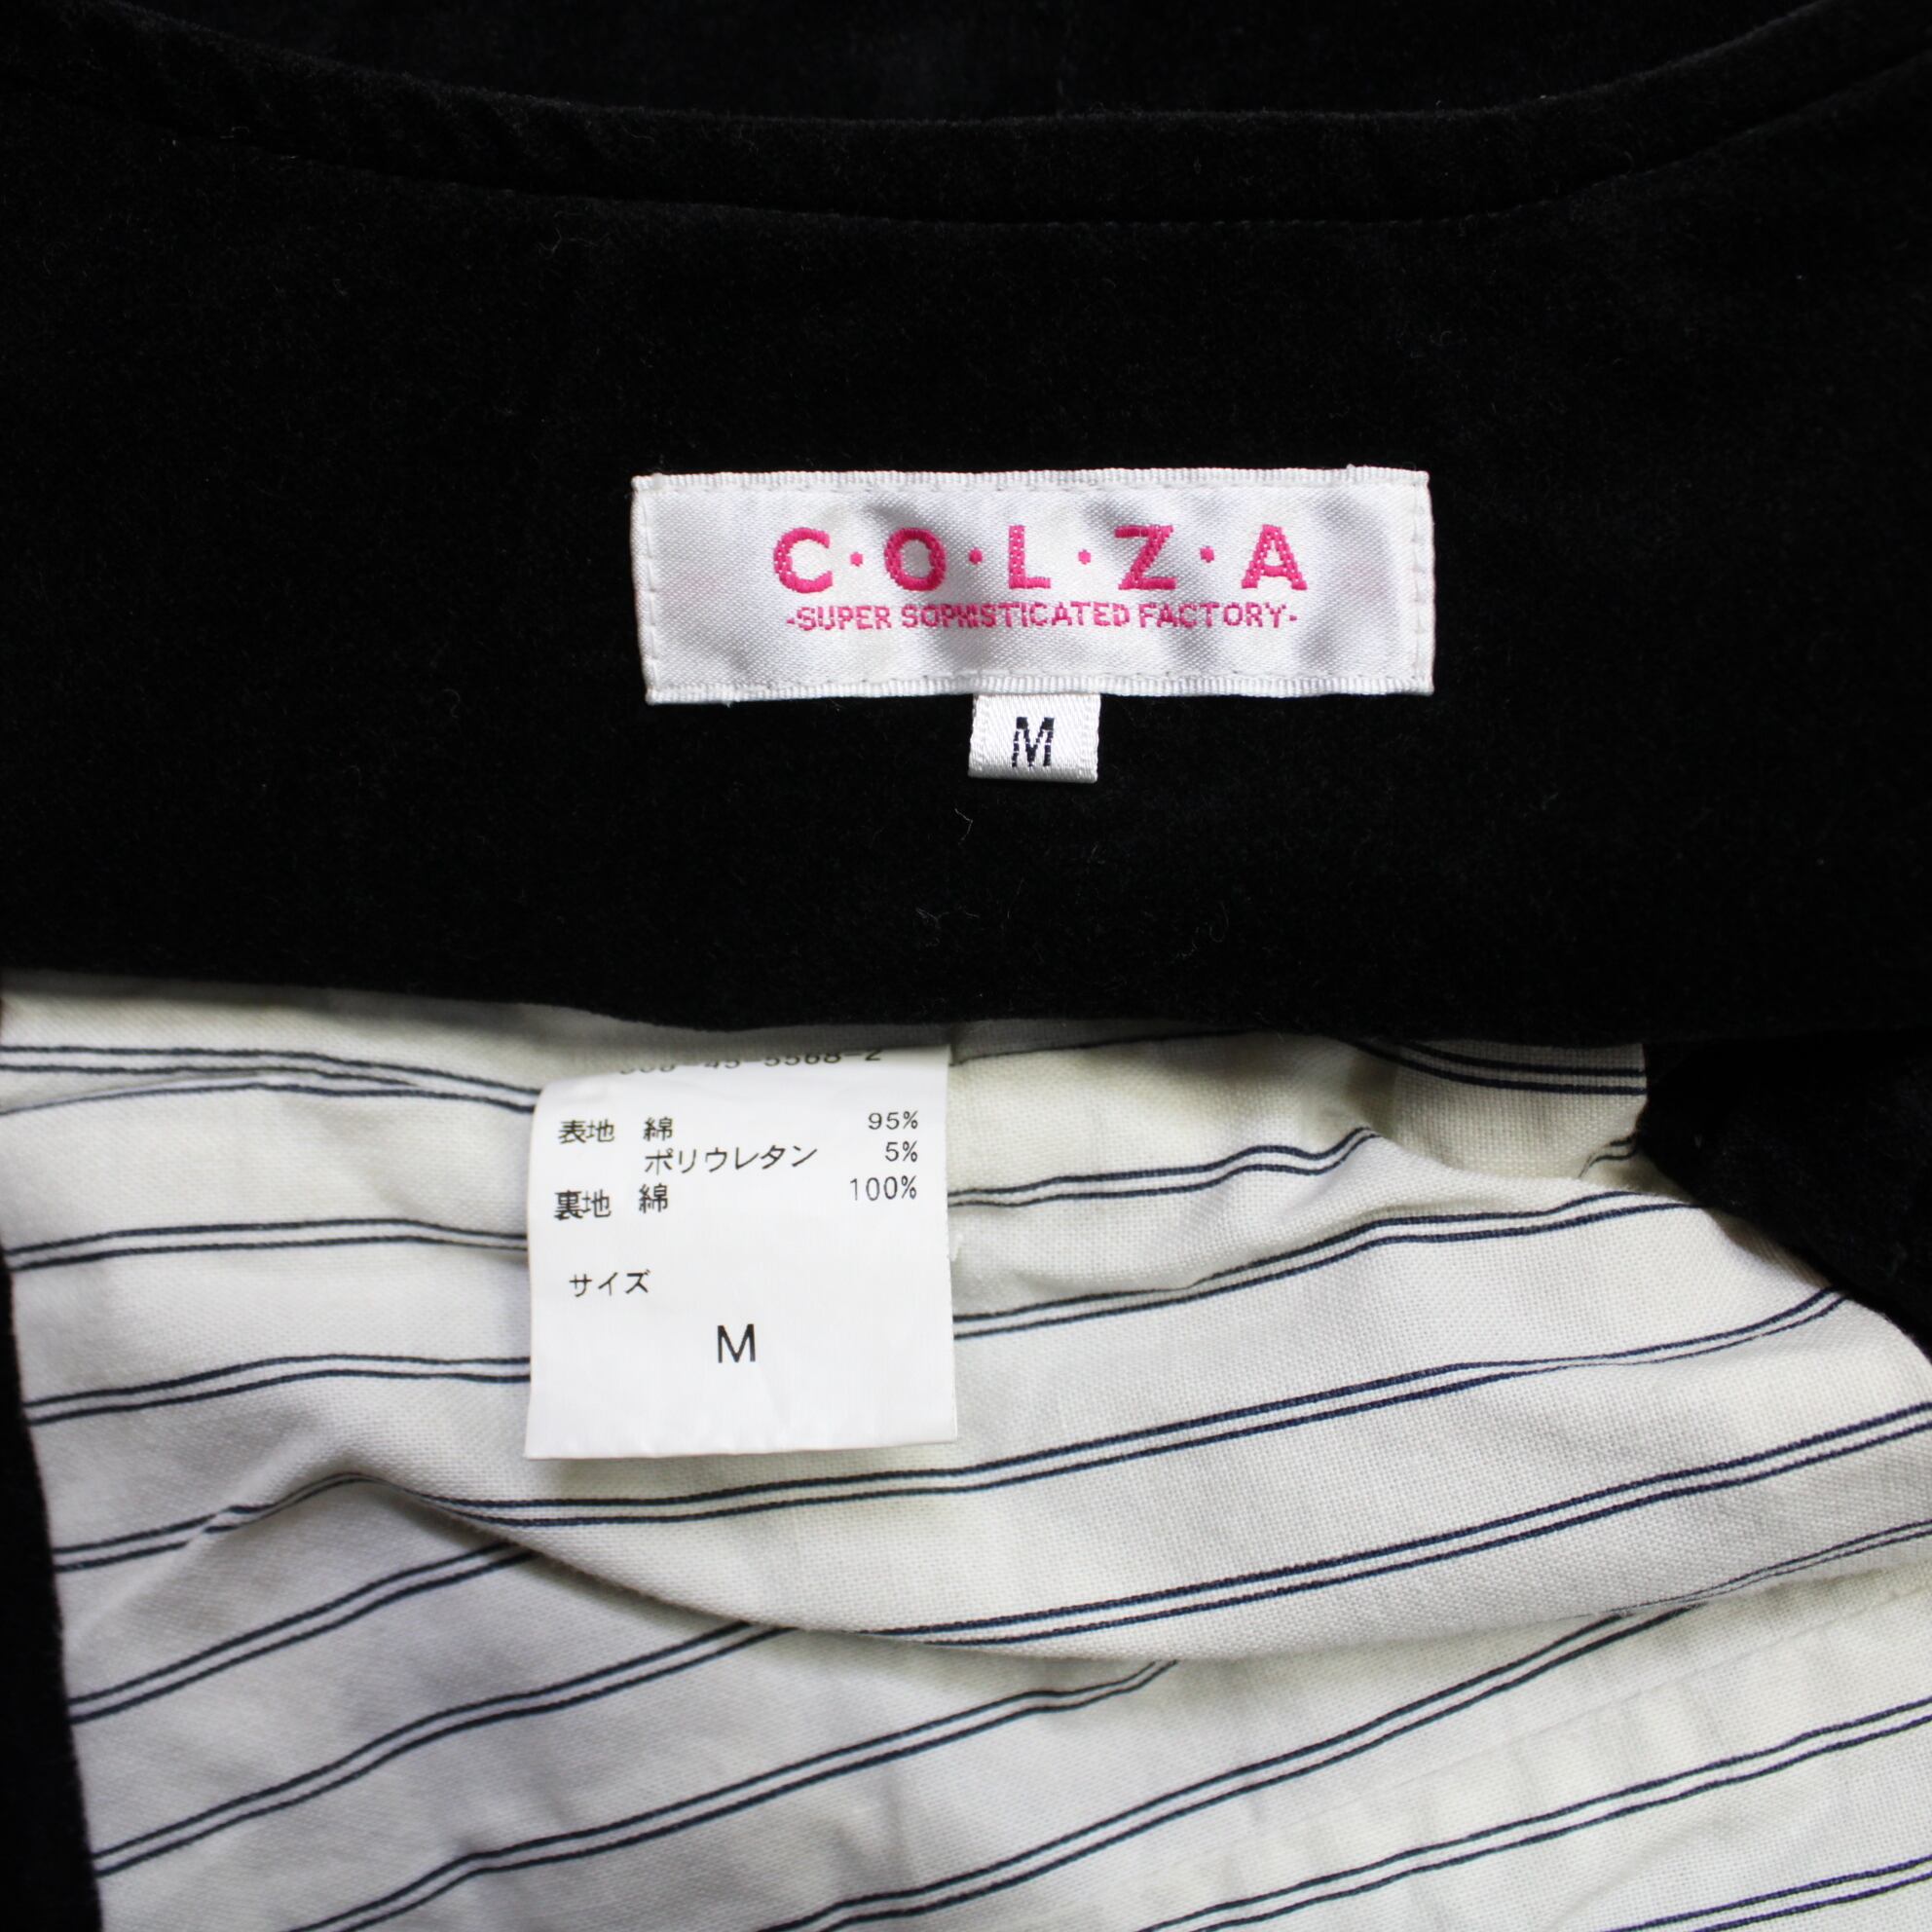 C·O·L·Z·A
-SUPER SOPHISTICATED FACTORY-
M
表地 綿 95%
ポリウレタン 5%
裏地 綿 100%
サイズ
M